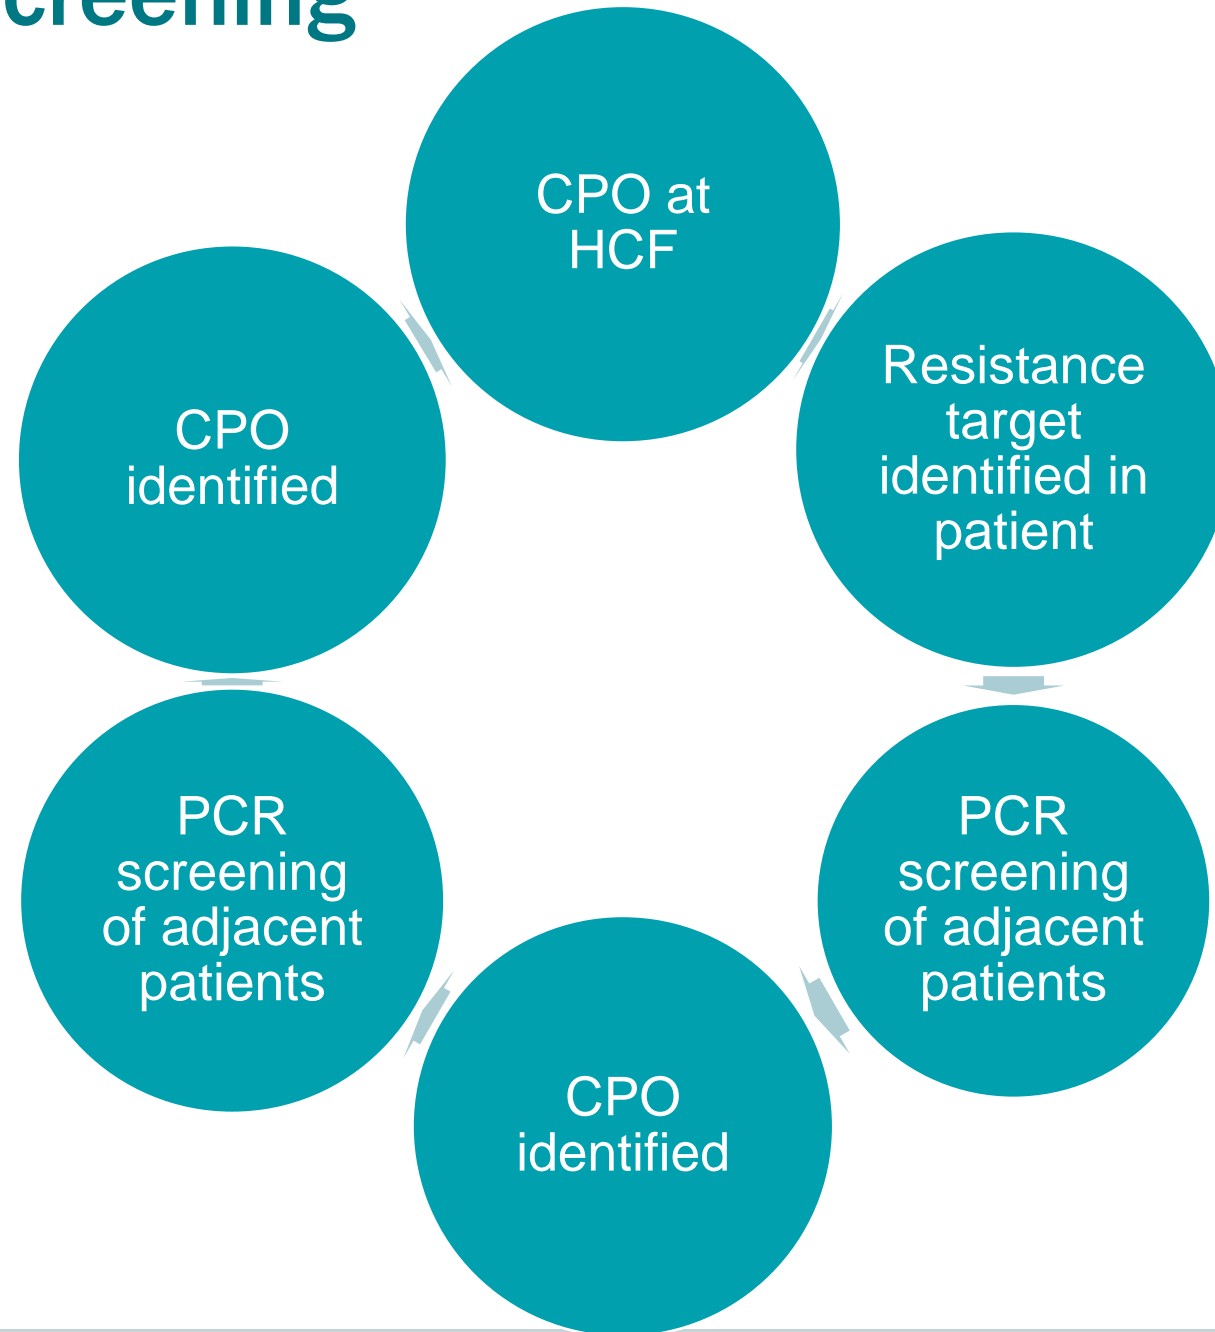 creening
CPO at
HCF
Resistance
target
identified in
patient
PCR
screening
of adjacent
patients
CPO
identified
PCR
screening
of adjacent
patients
CPO
identified